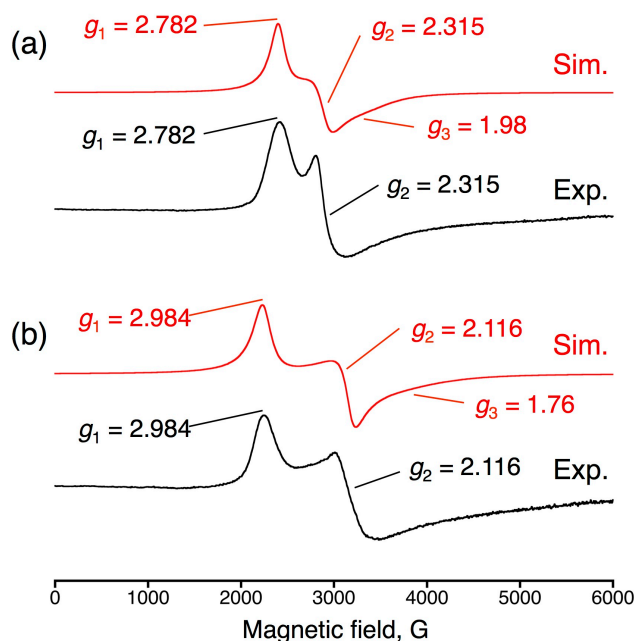 (a)
g1 = 2.782
g2 = 2.315
Sim.
g3 = 1.98
g1 = 2.782
g2 = 2.315
Exp.
(b)
g1 = 2.984
g2 = 2.116
Sim.
g3 = 1.76
g1 = 2.984
g2 = 2.116
Exp.
0 1000 2000 3000 4000 5000 6000
Magnetic field, G